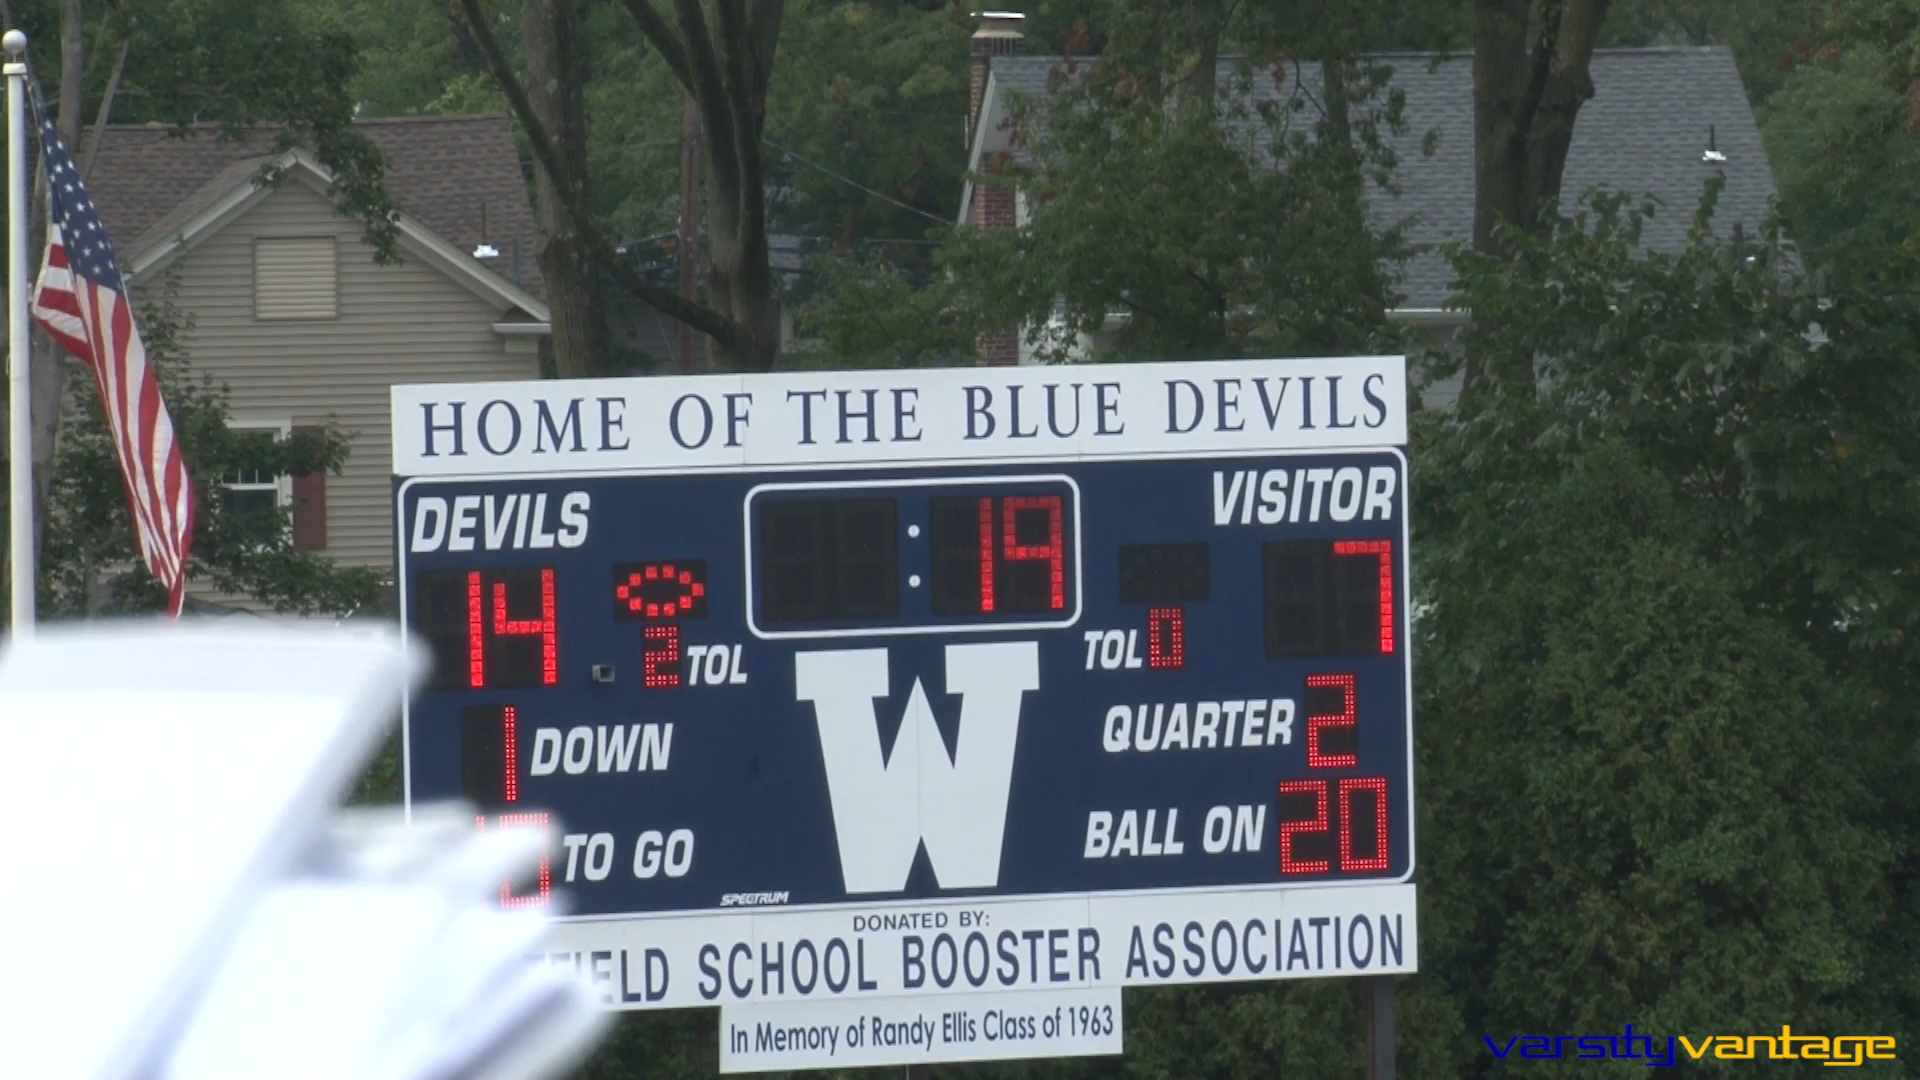 HOME OF THE BLUE DEVILS
DEVILS
: 19
VISITOR
14
7
2 TOL
TOL 0
1 DOWN
QUARTER 2
TO GO
BALL ON 20
W
SPECTRUM
DONATED BY:
SCHOOL BOOSTER ASSOCIATION
In Memory of Randy Ellis Class of 1963
varsityvantage